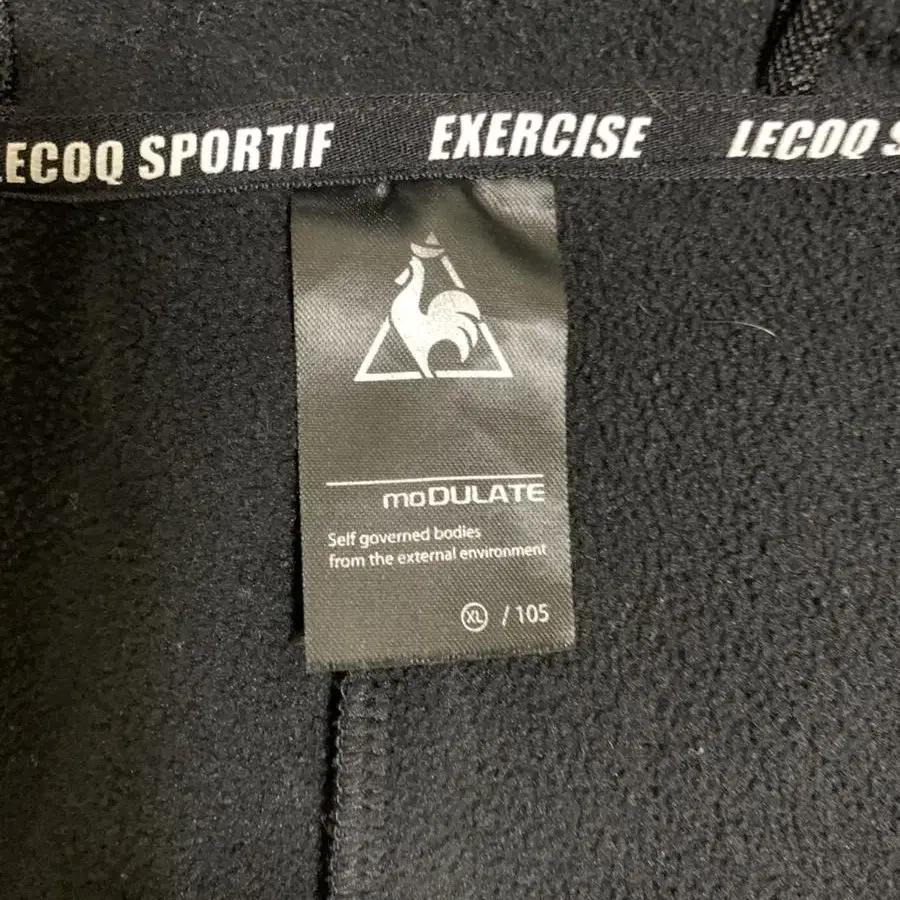 LECOQ SPORTIF EXERCISE LECOQ S
moDULATE
Self governed bodies
from the external environment
XL / 105